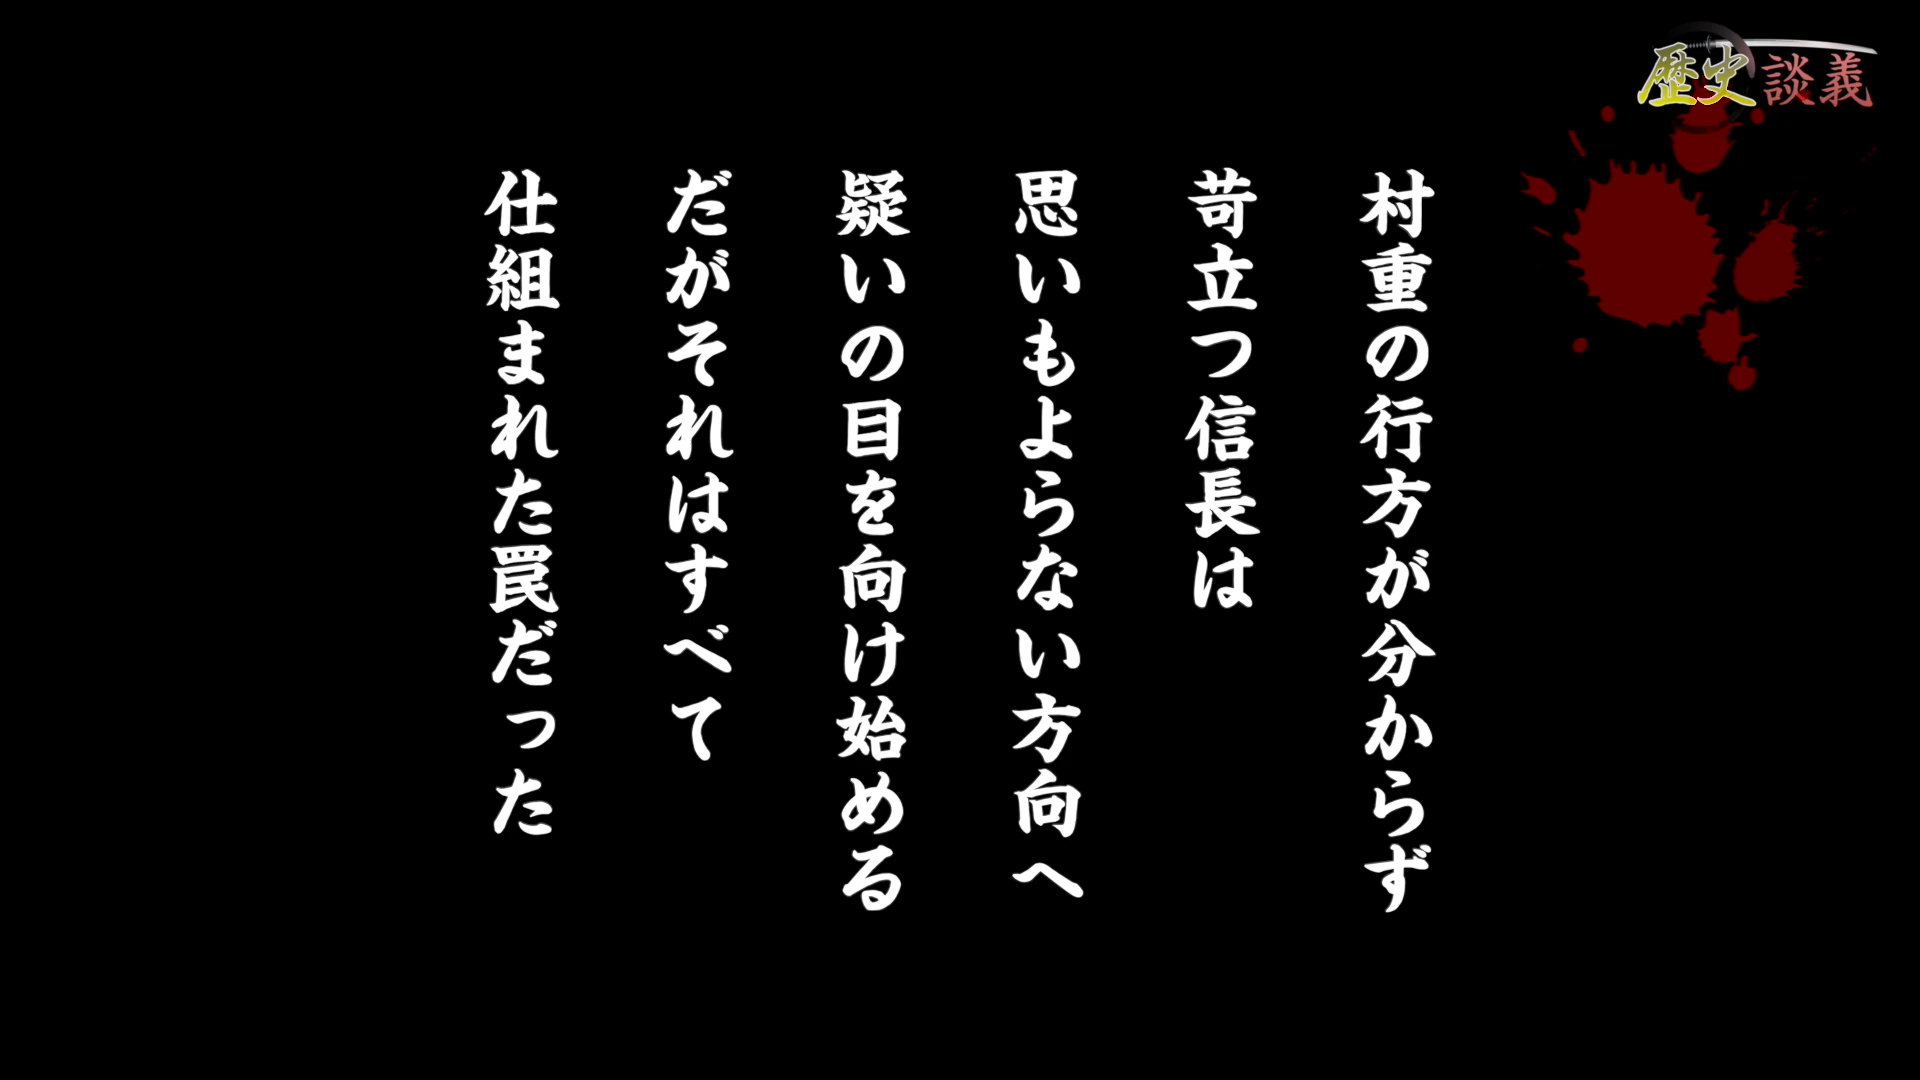 歴史談義
村重の行方が分からず
苛立つ信長は
思いもよらない方向へ
疑いの目を向け始める
だがそれはすべて
仕組まれた罠だった